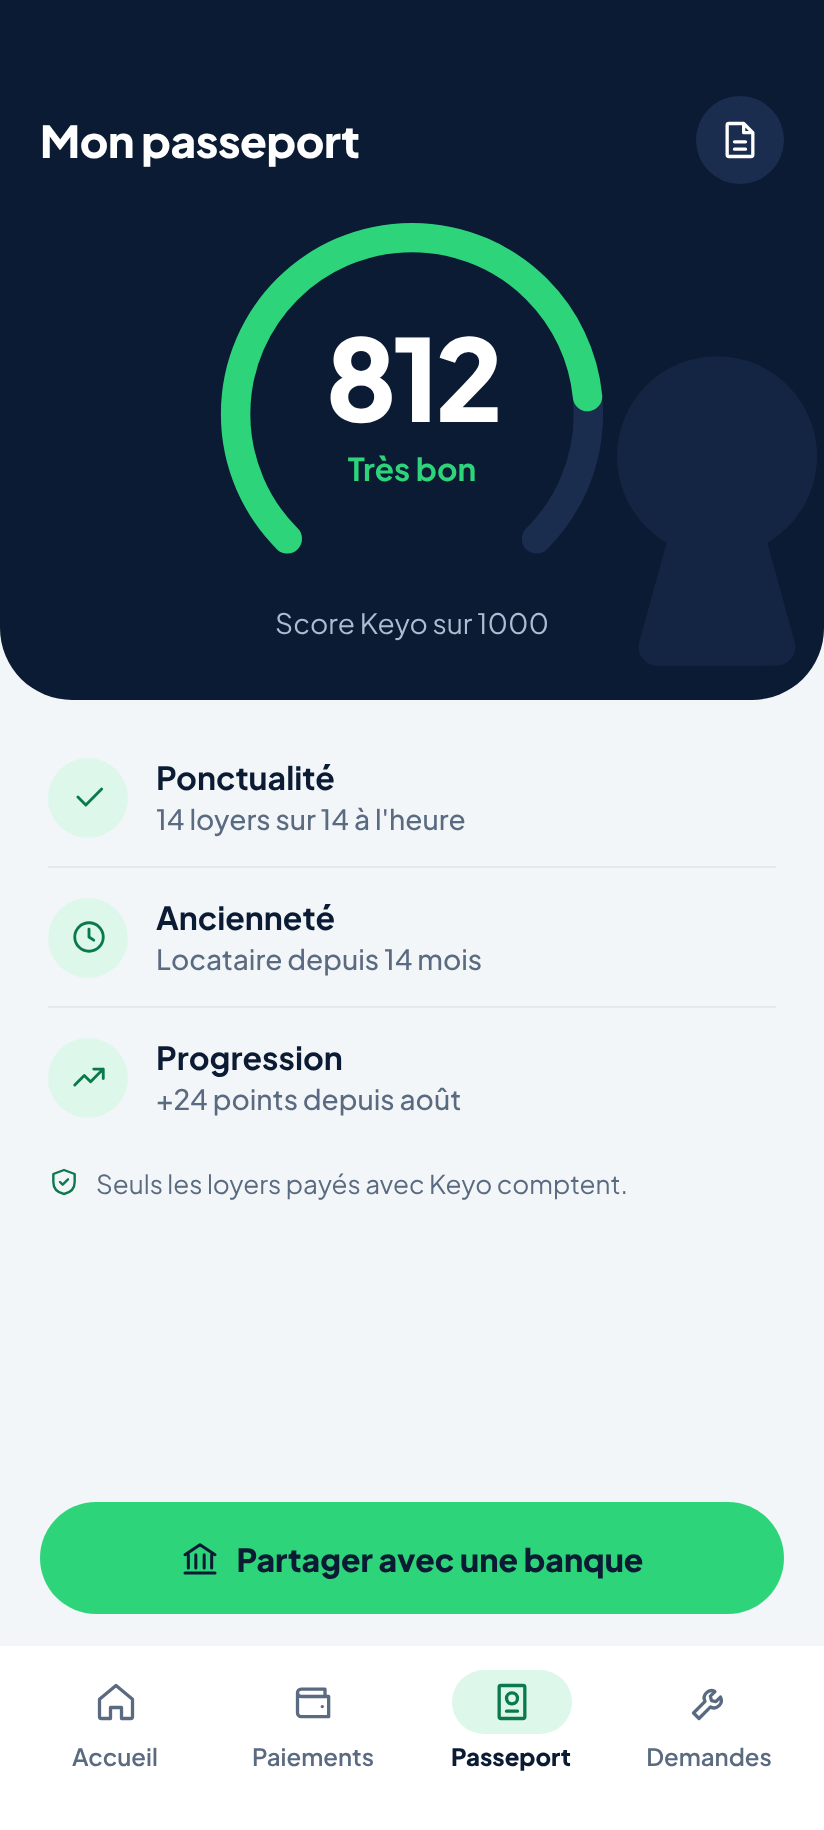 Mon passeport
812
Très bon
Score Keyo sur 1000
Ponctualité
14 loyers sur 14 à l'heure
Ancienneté
Locataire depuis 14 mois
Progression
+24 points depuis août
Seuls les loyers payés avec Keyo comptent.
Partager avec une banque
Accueil
Paiements
Passeport
Demandes